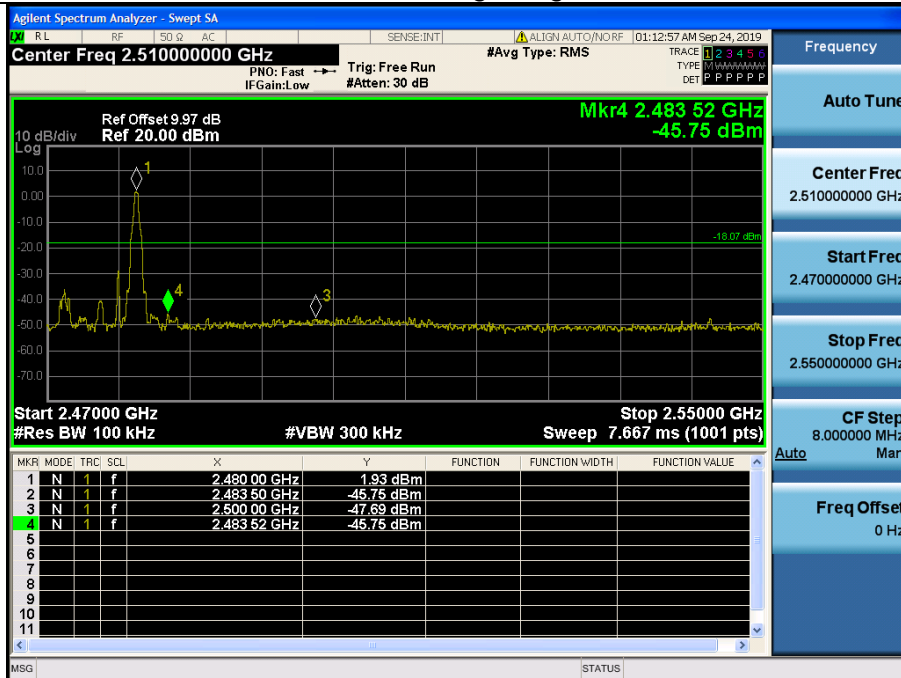 Agilent Spectrum Analyzer - Swept SA
LXI RL RF 50 Ω AC SENSE:INT ALIGN AUTO/NO RF 01:12:57 AM Sep 24, 2019
Center Freq 2.510000000 GHz
PNO: Fast
IFGain:Low
Trig: Free Run
#Atten: 30 dB
#Avg Type: RMS
TRACE 1 2 3 4 5 6
TYPE M W W W W W
DET P P P P P P
Mkr4 2.483 52 GHz
-45.75 dBm
Ref Offset 9.97 dB
10 dB/div Ref 20.00 dBm
Log
10.0
0.00
-10.0
-20.0
-30.0
-40.0
-50.0
-60.0
-70.0
1
4
3
-18.07 dBm
Start 2.47000 GHz Stop 2.55000 GHz
#Res BW 100 kHz #VBW 300 kHz Sweep 7.667 ms (1001 pts)
MKR MODE TRC SCL X Y FUNCTION FUNCTION WIDTH FUNCTION VALUE
1 N 1 f 2.480 00 GHz 1.93 dBm
2 N 1 f 2.483 50 GHz -45.75 dBm
3 N 1 f 2.500 00 GHz -47.69 dBm
4 N 1 f 2.483 52 GHz -45.75 dBm
5
6
7
8
9
10
11
MSG STATUS
Frequency
Auto Tune
Center Freq
2.510000000 GHz
Start Freq
2.470000000 GHz
Stop Freq
2.550000000 GHz
CF Step
8.000000 MHz
Auto Man
Freq Offset
0 Hz